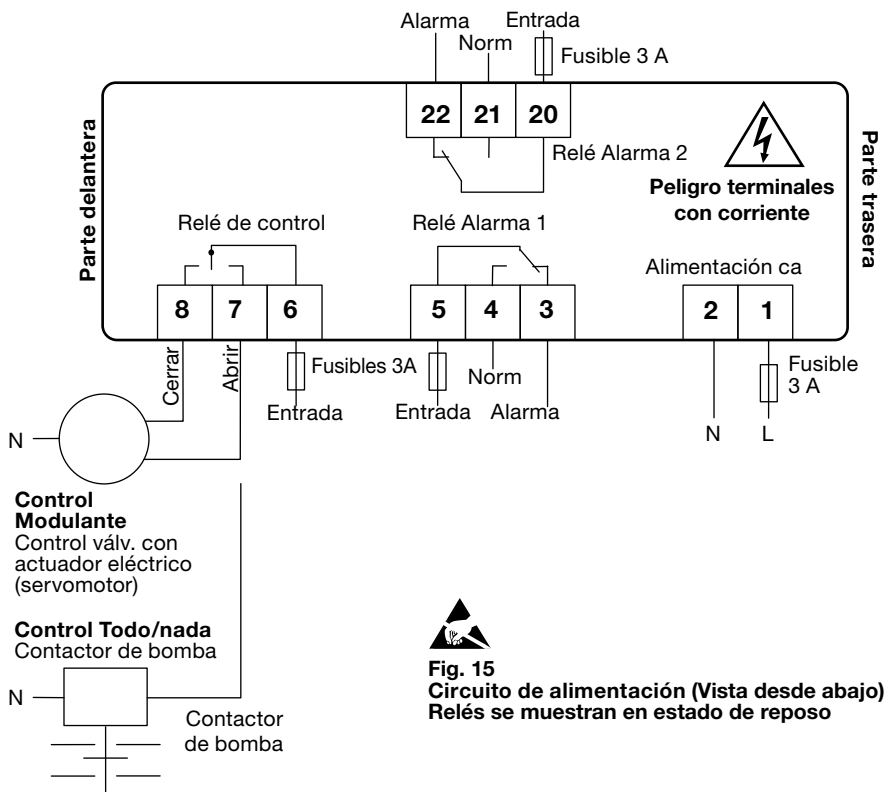 Alarma
Norm
Entrada
Fusible 3 A
22
21
20
Relé Alarma 2
Peligro terminales
con corriente
Parte delantera
Parte trasera
Relé de control
Relé Alarma 1
Alimentación ca
8
7
6
5
4
3
2
1
Cerrar
Abrir
Fusibles 3A
Entrada
Entrada
Norm
Alarma
N
L
Fusible
3 A
N
Control
Modulante
Control válv. con
actuador eléctrico
(servomotor)
Control Todo/nada
Contactor de bomba
N
Contactor
de bomba
Fig. 15
Circuito de alimentación (Vista desde abajo)
Relés se muestran en estado de reposo